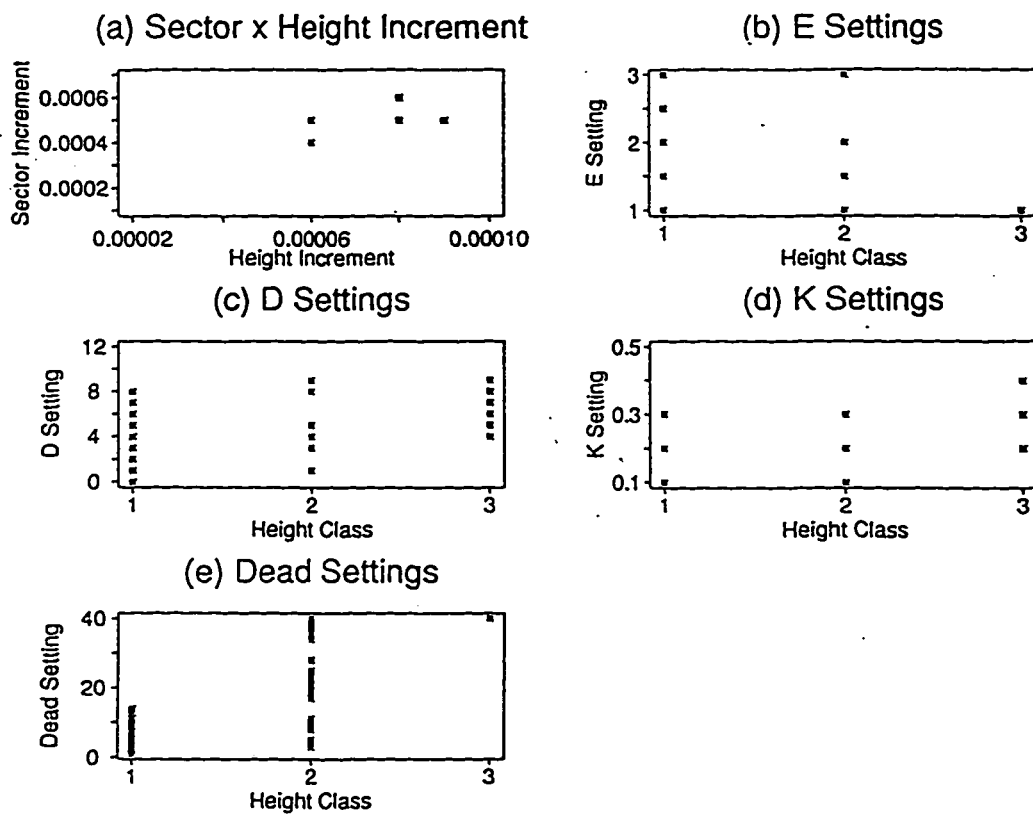 (a) Sector x Height Increment
Sector Increment
0.0006
0.0004
0.0002
0.00002 0.00006 0.00010
Height Increment
(b) E Settings
E Setting
3
2
1
1 2 3
Height Class
(c) D Settings
D Setting
12
8
4
0
1 2 3
Height Class
(d) K Settings
K Setting
0.5
0.3
0.1
1 2 3
Height Class
(e) Dead Settings
Dead Setting
40
20
0
1 2 3
Height Class